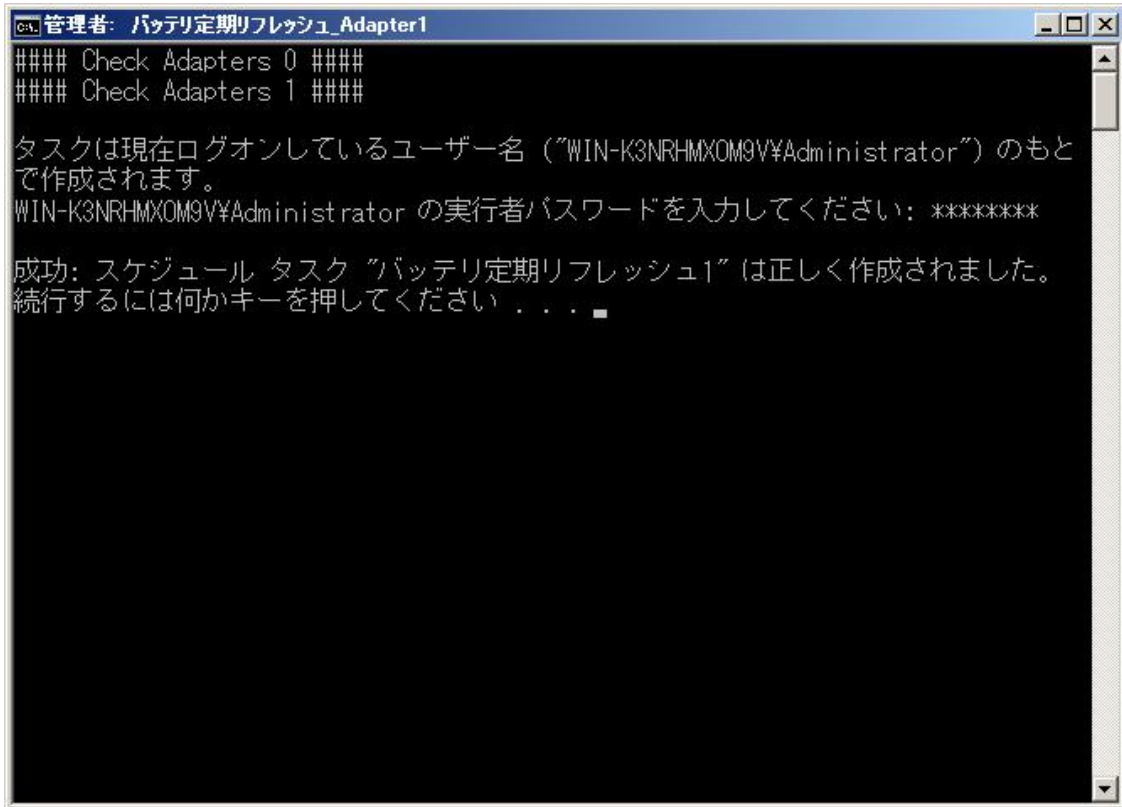 管理者: バッテリ定期リフレッシュ_Adapter1
#### Check Adapters 0 ####
#### Check Adapters 1 ####
タスクは現在ログオンしているユーザー名 ("WIN-K3NRHMXOM9V¥Administrator") のもと
で作成されます。
WIN-K3NRHMXOM9V¥Administrator の実行者パスワードを入力してください: ********
成功: スケジュール タスク "バッテリ定期リフレッシュ1" は正しく作成されました。
続行するには何かキーを押してください . . .